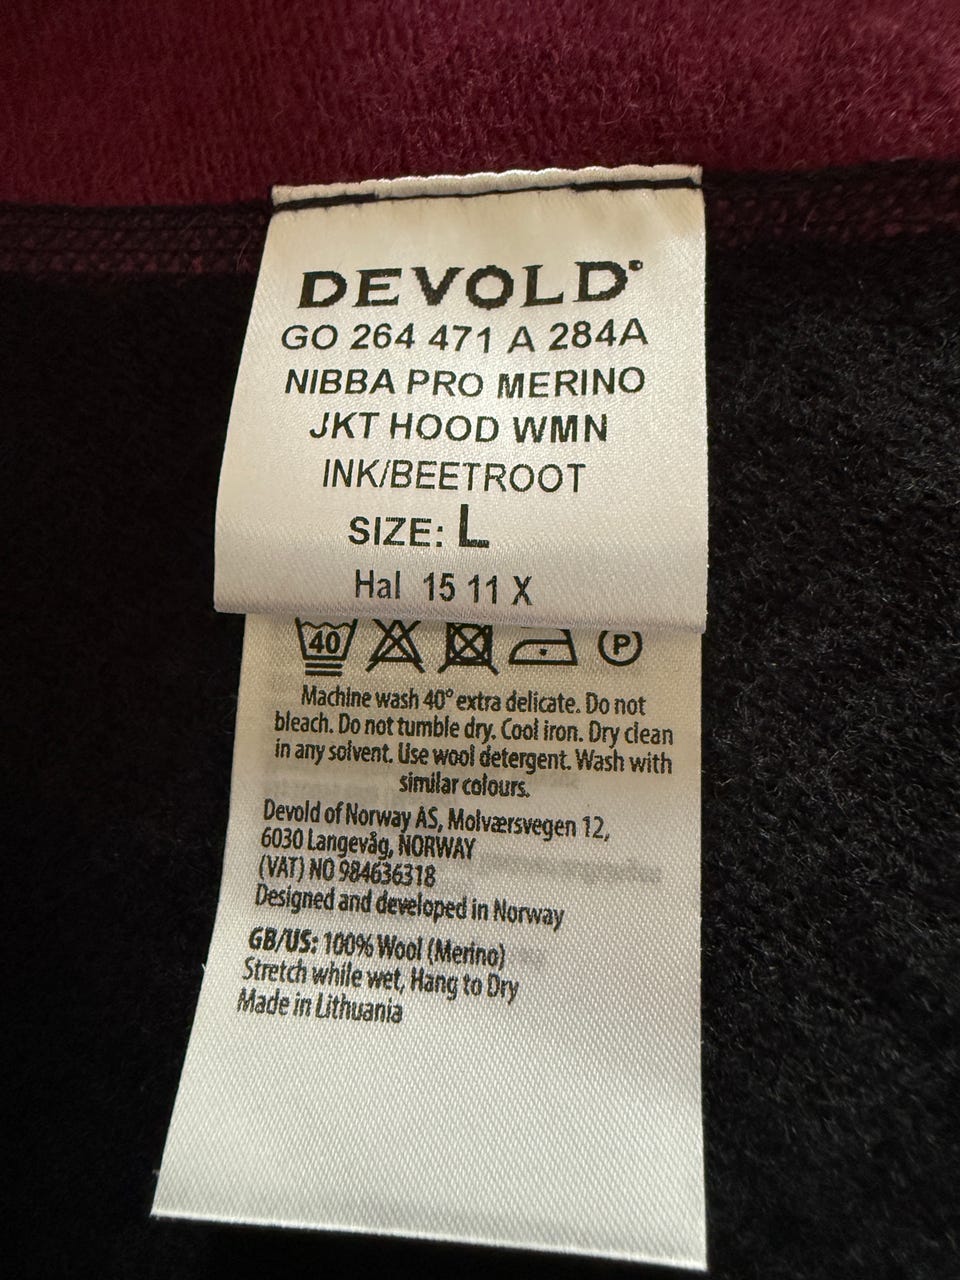 DEVOLD
GO 264 471 A 284A
NIBBA PRO MERINO
JKT HOOD WMN
INK/BEETROOT
SIZE: L
Hal 15 11 X
40 P
Machine wash 40° extra delicate. Do not
bleach. Do not tumble dry. Cool iron. Dry clean
in any solvent. Use wool detergent. Wash with
similar colours.
Devold of Norway AS, Molværsvegen 12,
6030 Langevåg, NORWAY
(VAT) NO 984636318
Designed and developed in Norway
GB/US: 100% Wool (Merino)
Stretch while wet, Hang to Dry
Made in Lithuania